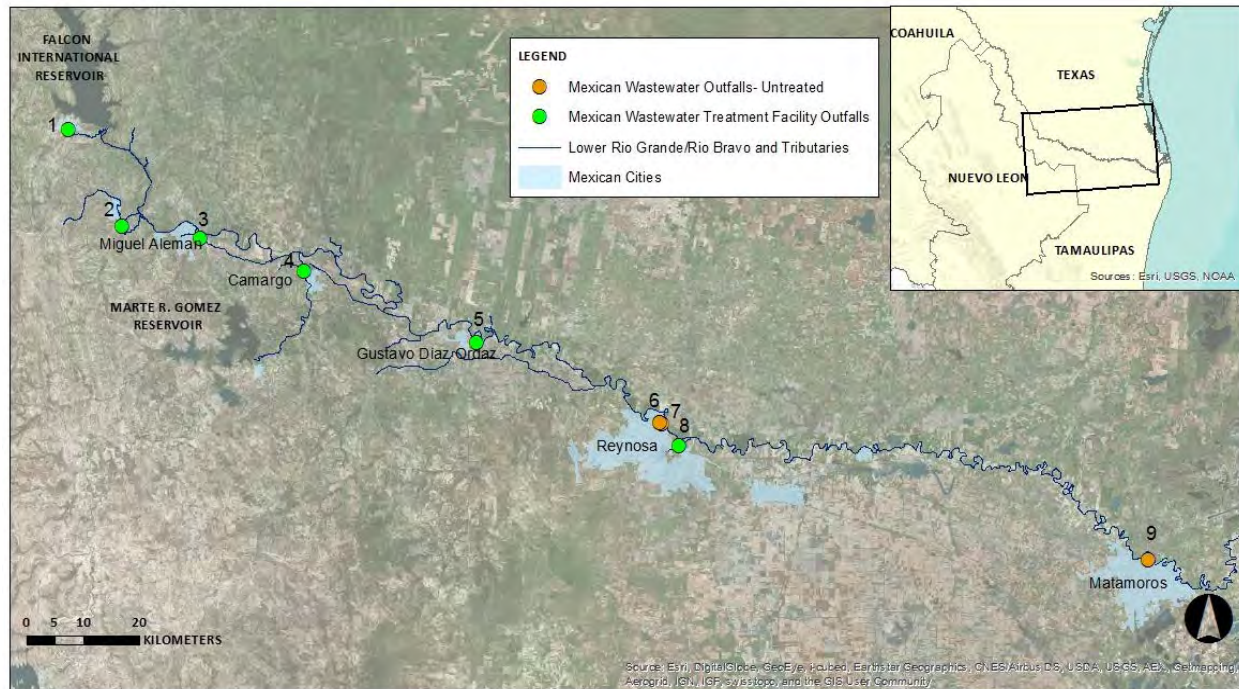 FALCON
INTERNATIONAL
RESERVOIR
1
2
Miguel Aleman
3
Camargo
4
MARTE R. GOMEZ
RESERVOIR
5
Gustavo Diaz Ordaz
6
7
8
Reynosa
9
Matamoros
LEGEND
Mexican Wastewater Outfalls- Untreated
Mexican Wastewater Treatment Facility Outfalls
Lower Rio Grande/Rio Bravo and Tributaries
Mexican Cities
COAHUILA
TEXAS
NUEVO LEON
TAMAULIPAS
Sources: Esri, USGS, NOAA
0 5 10 20
KILOMETERS
Source: Esri, DigitalGlobe, GeoEye, i-cubed, Earthstar Geographics, CNES/Airbus DS, USDA, USGS, AEX, Getmapping,
Aerogrid, IGN, IGP, swisstopo, and the GIS User Community